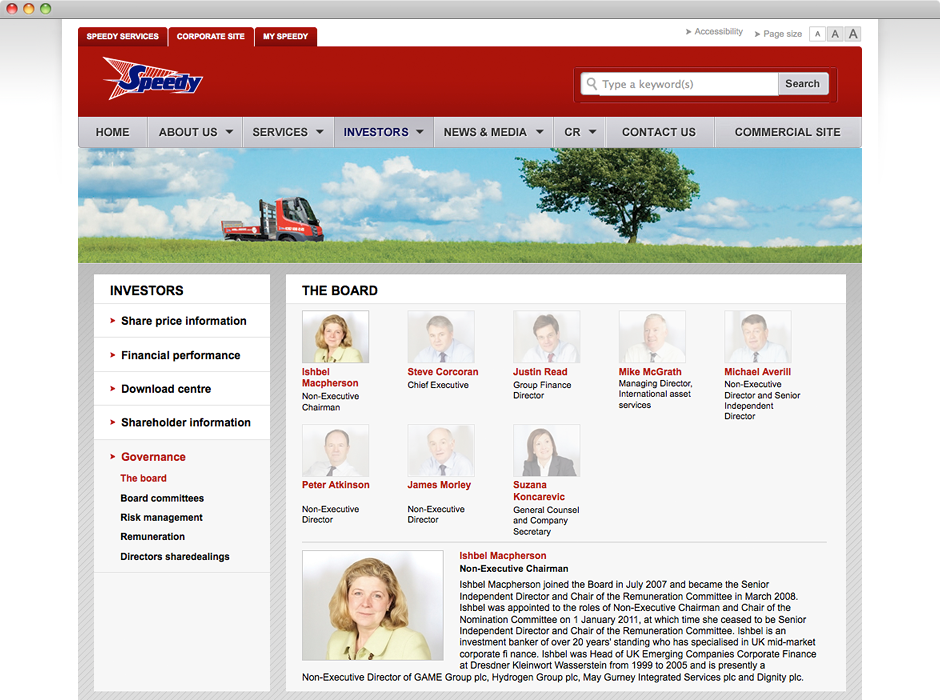 SPEEDY SERVICES CORPORATE SITE MY SPEEDY
Accessibility Page size A A A
Speedy
Type a keyword(s) Search
HOME ABOUT US SERVICES INVESTORS NEWS & MEDIA CR CONTACT US COMMERCIAL SITE
INVESTORS
Share price information
Financial performance
Download centre
Shareholder information
Governance
The board
Board committees
Risk management
Remuneration
Directors sharedealings
THE BOARD
Ishbel
Macpherson
Non-Executive
Chairman
Steve Corcoran
Chief Executive
Justin Read
Group Finance
Director
Mike McGrath
Managing Director,
International asset
services
Michael Averill
Non-Executive
Director and Senior
Independent
Director
Peter Atkinson
Non-Executive
Director
James Morley
Non-Executive
Director
Suzana
Koncarevic
General Counsel
and Company
Secretary
Ishbel Macpherson
Non-Executive Chairman
Ishbel Macpherson joined the Board in July 2007 and became the Senior
Independent Director and Chair of the Remuneration Committee in March 2008.
Ishbel was appointed to the roles of Non-Executive Chairman and Chair of the
Nomination Committee on 1 January 2011, at which time she ceased to be Senior
Independent Director and Chair of the Remuneration Committee. Ishbel is an
investment banker of over 20 years' standing who has specialised in UK mid-market
corporate fi nance. Ishbel was Head of UK Emerging Companies Corporate Finance
at Dresdner Kleinwort Wasserstein from 1999 to 2005 and is presently a
Non-Executive Director of GAME Group plc, Hydrogen Group plc, May Gurney Integrated Services plc and Dignity plc.